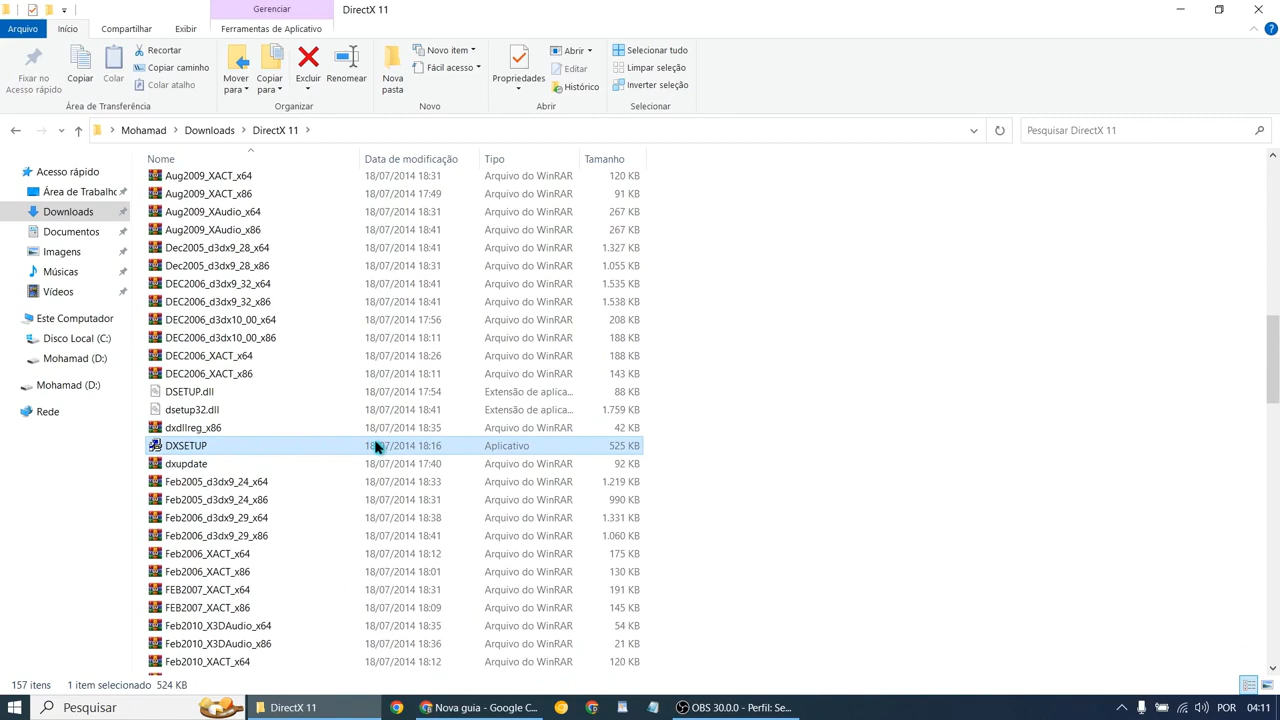 Gerenciar
DirectX 11
Arquivo
Início
Compartilhar
Exibir
Ferramentas de Aplicativo
Fixar no Acesso rápido
Copiar
Colar
Recortar
Copiar caminho
Colar atalho
Área de Transferência
Mover para
Copiar para
Excluir
Renomear
Organizar
Nova pasta
Novo item
Fácil acesso
Novo
Propriedades
Abrir
Editar
Histórico
Abrir
Selecionar tudo
Limpar seleção
Inverter seleção
Selecionar
Mohamad > Downloads > DirectX 11 >
Pesquisar DirectX 11
Acesso rápido
Área de Trabalho
Downloads
Documentos
Imagens
Músicas
Vídeos
Este Computador
Disco Local (C:)
Mohamad (D:)
Mohamad (D:)
Rede
Nome Data de modificação Tipo Tamanho
Aug2009_XACT_x64 18/07/2014 18:31 Arquivo do WinRAR 120 KB
Aug2009_XACT_x86 18/07/2014 17:49 Arquivo do WinRAR 91 KB
Aug2009_XAudio_x64 18/07/2014 18:31 Arquivo do WinRAR 267 KB
Aug2009_XAudio_x86 18/07/2014 18:41 Arquivo do WinRAR 267 KB
Dec2005_d3dx9_28_x64 18/07/2014 18:41 Arquivo do WinRAR 1.327 KB
Dec2005_d3dx9_28_x86 18/07/2014 18:31 Arquivo do WinRAR 1.055 KB
DEC2006_d3dx9_32_x64 18/07/2014 18:41 Arquivo do WinRAR 1.535 KB
DEC2006_d3dx9_32_x86 18/07/2014 18:41 Arquivo do WinRAR 1.538 KB
DEC2006_d3dx10_00_x64 18/07/2014 17:56 Arquivo do WinRAR 208 KB
DEC2006_d3dx10_00_x86 18/07/2014 18:11 Arquivo do WinRAR 188 KB
DEC2006_XACT_x64 18/07/2014 18:26 Arquivo do WinRAR 188 KB
DEC2006_XACT_x86 18/07/2014 18:11 Arquivo do WinRAR 143 KB
DSETUP.dll 18/07/2014 17:54 Extensão de aplica... 88 KB
dsetup32.dll 18/07/2014 18:41 Extensão de aplica... 1.759 KB
dxdllreg_x86 18/07/2014 18:35 Arquivo do WinRAR 42 KB
DXSETUP 18/07/2014 18:16 Aplicativo 525 KB
dxupdate 18/07/2014 17:40 Arquivo do WinRAR 92 KB
Feb2005_d3dx9_24_x64 18/07/2014 18:33 Arquivo do WinRAR 1.219 KB
Feb2005_d3dx9_24_x86 18/07/2014 18:31 Arquivo do WinRAR 990 KB
Feb2006_d3dx9_29_x64 18/07/2014 18:38 Arquivo do WinRAR 1.331 KB
Feb2006_d3dx9_29_x86 18/07/2014 18:41 Arquivo do WinRAR 1.060 KB
Feb2006_XACT_x64 18/07/2014 18:12 Arquivo do WinRAR 175 KB
Feb2006_XACT_x86 18/07/2014 18:01 Arquivo do WinRAR 130 KB
FEB2007_XACT_x64 18/07/2014 18:31 Arquivo do WinRAR 191 KB
FEB2007_XACT_x86 18/07/2014 18:09 Arquivo do WinRAR 145 KB
Feb2010_X3DAudio_x64 18/07/2014 18:35 Arquivo do WinRAR 54 KB
Feb2010_X3DAudio_x86 18/07/2014 18:36 Arquivo do WinRAR 21 KB
Feb2010_XACT_x64 18/07/2014 18:12 Arquivo do WinRAR 120 KB
157 itens 1 item selecionado 524 KB
Pesquisar
DirectX 11
Nova guia - Google C...
OBS 30.0.0 - Perfil: Se...
POR
04:11